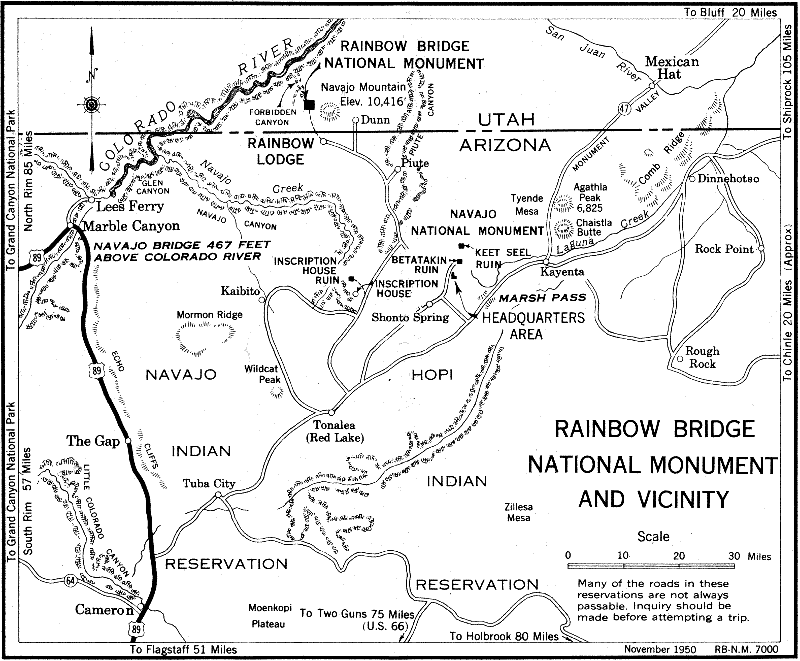 To Bluff 20 Miles
RAINBOW BRIDGE
NATIONAL MONUMENT
San Juan River
Mexican
Hat
To Shiprock 105 Miles
COLORADO RIVER
N
Navajo Mountain
Elev. 10,416'
FORBIDDEN
CANYON
Dunn
PIUTE CANYON
47
MONUMENT VALLEY
UTAH
ARIZONA
RAINBOW
LODGE
Piute
Comb Ridge
Dinnehotso
To Grand Canyon National Park
North Rim 85 Miles
GLEN
CANYON
Navajo Creek
NAVAJO CANYON
Lees Ferry
Marble Canyon
89
NAVAJO BRIDGE 467 FEET
ABOVE COLORADO RIVER
Tyende
Mesa
Agathla
Peak
6,825
Chaistla
Butte
Laguna Creek
NAVAJO
NATIONAL MONUMENT
KEET SEEL
RUIN
BETATAKIN
RUIN
Kayenta
Rock Point
INSCRIPTION
HOUSE
RUIN
INSCRIPTION
HOUSE
Kaibito
MARSH PASS
Shonto Spring
HEADQUARTERS
AREA
Mormon Ridge
Rough
Rock
To Chinle 20 Miles (Approx)
ECHO CLIFFS
89
NAVAJO
Wildcat
Peak
HOPI
Tonalea
(Red Lake)
The Gap
INDIAN
INDIAN
RAINBOW BRIDGE
NATIONAL MONUMENT
AND VICINITY
To Grand Canyon National Park
South Rim 57 Miles
LITTLE COLORADO CANYON
Tuba City
Zillesa
Mesa
Scale
0 10 20 30 Miles
RESERVATION
RESERVATION
Many of the roads in these
reservations are not always
passable. Inquiry should be
made before attempting a trip.
64
Cameron
89
Moenkopi
Plateau
To Two Guns 75 Miles
(U.S. 66)
To Holbrook 80 Miles
To Flagstaff 51 Miles
November 1950 RB-N.M. 7000